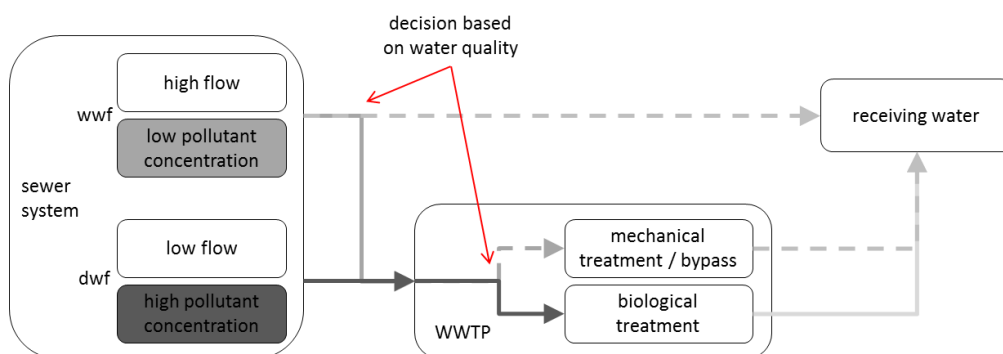 decision based
on water quality
high flow
wwf
low pollutant
concentration
receiving water
sewer
system
low flow
dwf
high pollutant
concentration
mechanical
treatment / bypass
biological
treatment
WWTP